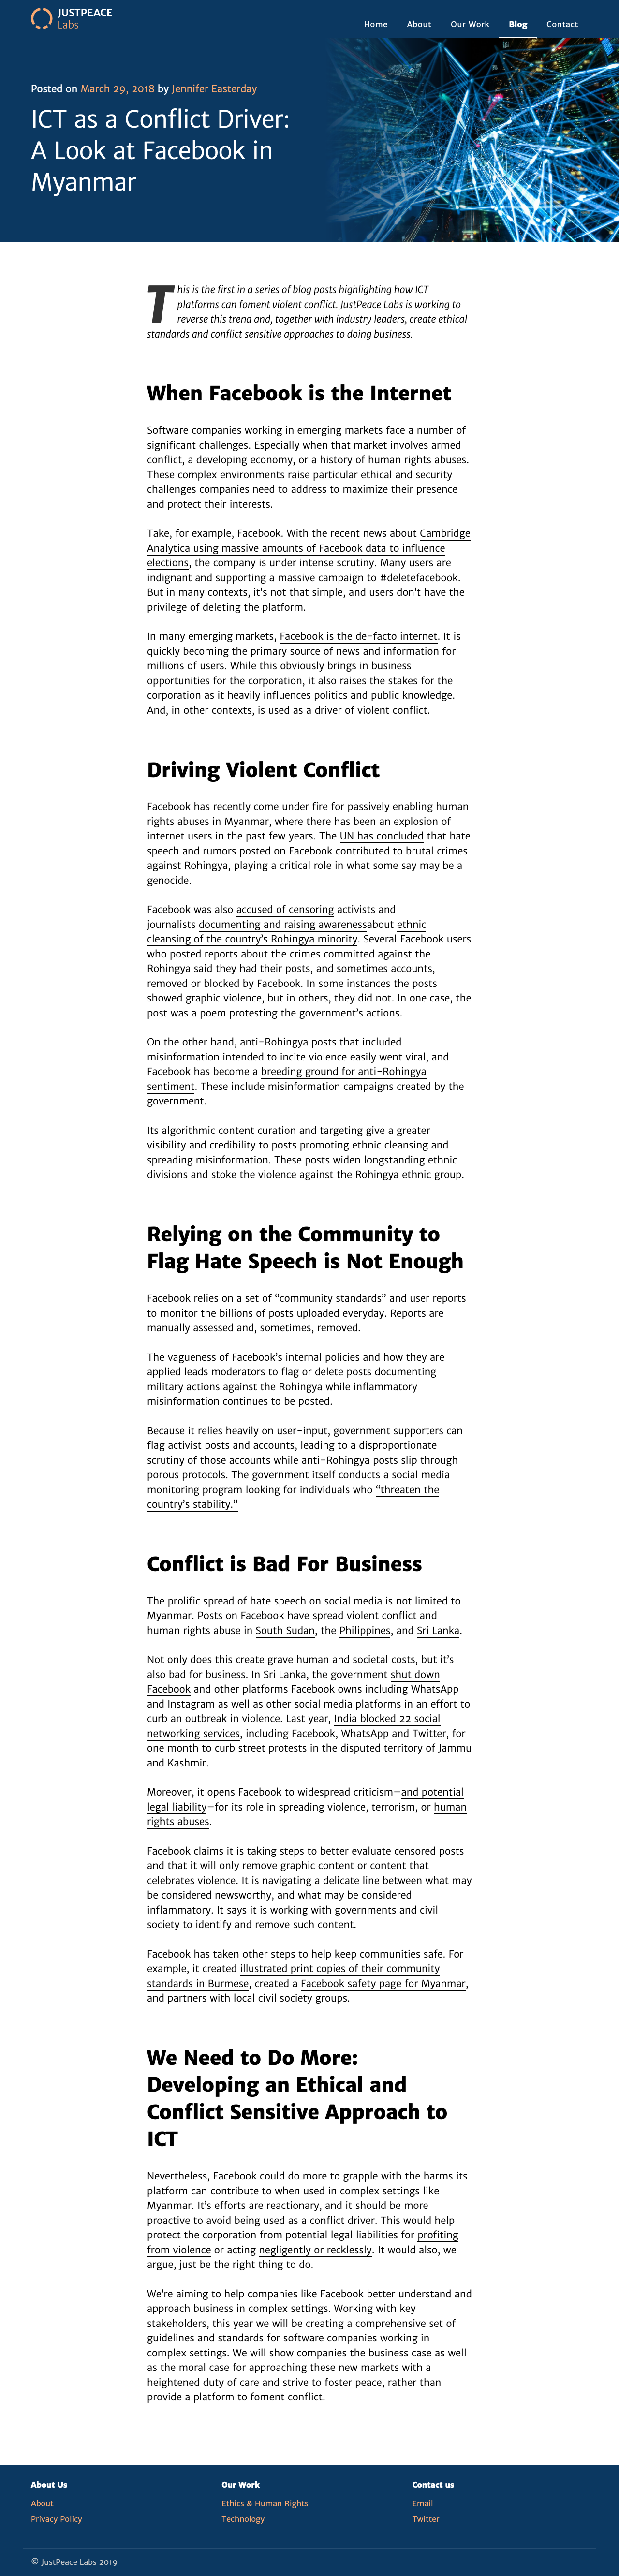 JUSTPEACE
Labs
Home About Our Work Blog Contact
Posted on March 29, 2018 by Jennifer Easterday
ICT as a Conflict Driver:
A Look at Facebook in
Myanmar
This is the first in a series of blog posts highlighting how ICT
platforms can foment violent conflict. JustPeace Labs is working to
reverse this trend and, together with industry leaders, create ethical
standards and conflict sensitive approaches to doing business.
When Facebook is the Internet
Software companies working in emerging markets face a number of
significant challenges. Especially when that market involves armed
conflict, a developing economy, or a history of human rights abuses.
These complex environments raise particular ethical and security
challenges companies need to address to maximize their presence
and protect their interests.
Take, for example, Facebook. With the recent news about Cambridge
Analytica using massive amounts of Facebook data to influence
elections, the company is under intense scrutiny. Many users are
indignant and supporting a massive campaign to #deletefacebook.
But in many contexts, it’s not that simple, and users don’t have the
privilege of deleting the platform.
In many emerging markets, Facebook is the de-facto internet. It is
quickly becoming the primary source of news and information for
millions of users. While this obviously brings in business
opportunities for the corporation, it also raises the stakes for the
corporation as it heavily influences politics and public knowledge.
And, in other contexts, is used as a driver of violent conflict.
Driving Violent Conflict
Facebook has recently come under fire for passively enabling human
rights abuses in Myanmar, where there has been an explosion of
internet users in the past few years. The UN has concluded that hate
speech and rumors posted on Facebook contributed to brutal crimes
against Rohingya, playing a critical role in what some say may be a
genocide.
Facebook was also accused of censoring activists and
journalists documenting and raising awarenessabout ethnic
cleansing of the country’s Rohingya minority. Several Facebook users
who posted reports about the crimes committed against the
Rohingya said they had their posts, and sometimes accounts,
removed or blocked by Facebook. In some instances the posts
showed graphic violence, but in others, they did not. In one case, the
post was a poem protesting the government’s actions.
On the other hand, anti-Rohingya posts that included
misinformation intended to incite violence easily went viral, and
Facebook has become a breeding ground for anti-Rohingya
sentiment. These include misinformation campaigns created by the
government.
Its algorithmic content curation and targeting give a greater
visibility and credibility to posts promoting ethnic cleansing and
spreading misinformation. These posts widen longstanding ethnic
divisions and stoke the violence against the Rohingya ethnic group.
Relying on the Community to
Flag Hate Speech is Not Enough
Facebook relies on a set of “community standards” and user reports
to monitor the billions of posts uploaded everyday. Reports are
manually assessed and, sometimes, removed.
The vagueness of Facebook’s internal policies and how they are
applied leads moderators to flag or delete posts documenting
military actions against the Rohingya while inflammatory
misinformation continues to be posted.
Because it relies heavily on user-input, government supporters can
flag activist posts and accounts, leading to a disproportionate
scrutiny of those accounts while anti-Rohingya posts slip through
porous protocols. The government itself conducts a social media
monitoring program looking for individuals who “threaten the
country’s stability.”
Conflict is Bad For Business
The prolific spread of hate speech on social media is not limited to
Myanmar. Posts on Facebook have spread violent conflict and
human rights abuse in South Sudan, the Philippines, and Sri Lanka.
Not only does this create grave human and societal costs, but it’s
also bad for business. In Sri Lanka, the government shut down
Facebook and other platforms Facebook owns including WhatsApp
and Instagram as well as other social media platforms in an effort to
curb an outbreak in violence. Last year, India blocked 22 social
networking services, including Facebook, WhatsApp and Twitter, for
one month to curb street protests in the disputed territory of Jammu
and Kashmir.
Moreover, it opens Facebook to widespread criticism—and potential
legal liability—for its role in spreading violence, terrorism, or human
rights abuses.
Facebook claims it is taking steps to better evaluate censored posts
and that it will only remove graphic content or content that
celebrates violence. It is navigating a delicate line between what may
be considered newsworthy, and what may be considered
inflammatory. It says it is working with governments and civil
society to identify and remove such content.
Facebook has taken other steps to help keep communities safe. For
example, it created illustrated print copies of their community
standards in Burmese, created a Facebook safety page for Myanmar,
and partners with local civil society groups.
We Need to Do More:
Developing an Ethical and
Conflict Sensitive Approach to
ICT
Nevertheless, Facebook could do more to grapple with the harms its
platform can contribute to when used in complex settings like
Myanmar. It’s efforts are reactionary, and it should be more
proactive to avoid being used as a conflict driver. This would help
protect the corporation from potential legal liabilities for profiting
from violence or acting negligently or recklessly. It would also, we
argue, just be the right thing to do.
We’re aiming to help companies like Facebook better understand and
approach business in complex settings. Working with key
stakeholders, this year we will be creating a comprehensive set of
guidelines and standards for software companies working in
complex settings. We will show companies the business case as well
as the moral case for approaching these new markets with a
heightened duty of care and strive to foster peace, rather than
provide a platform to foment conflict.
About Us Our Work Contact us
About Ethics & Human Rights Email
Privacy Policy Technology Twitter
© JustPeace Labs 2019